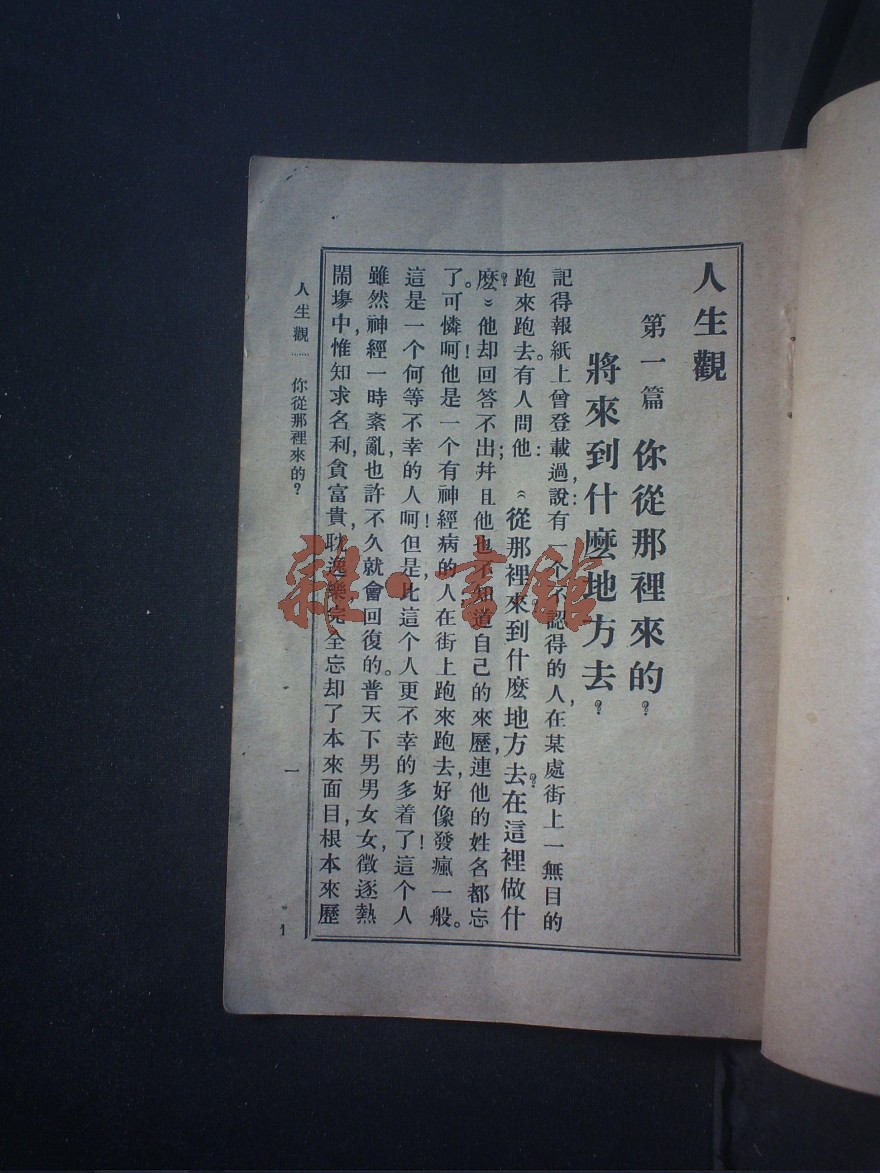 人生觀
第一篇 你從那裡來的?
將來到什麼地方去?
記得報紙上曾登載過,說:有一个不認得的人,在某處街上一無目的
跑來跑去。有人問他:「從那裡來?到什麼地方去?在這裡做什
麼?」他却回答不出;幷且他也不知道自己的來歷,連他的姓名都忘
了。可憐呵!他是一个有神經病的人!在街上跑來跑去,好像發瘋一般。
這是一个何等不幸的人呵!但是,比這个人更不幸的多着了!這个人
雖然,神經一時紊亂,也許不久就會回復的。普天下男男女女,徵逐熱
鬧塲中,惟知求名利,貪富貴,耽逸樂,完全忘却了本來面目,根本來歷
人生觀……你從那裡來的?
一
1
雜·書館